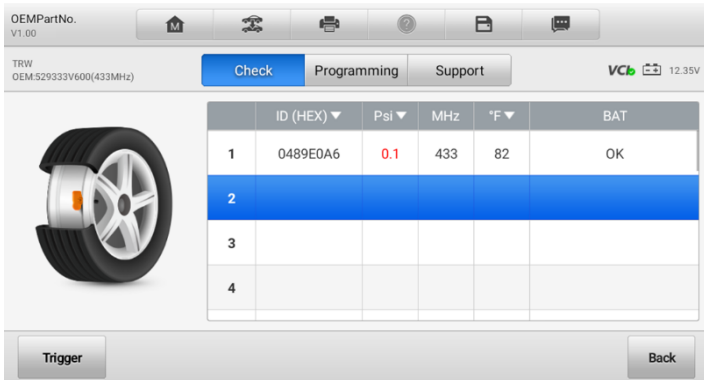 OEMPartNo.
V1.00
M
?
TRW
OEM:529333V600(433MHz)
Check Programming Support
VCI 12.35V
ID (HEX)▼ Psi▼ MHz °F▼ BAT
1 0489E0A6 0.1 433 82 OK
2
3
4
Trigger Back